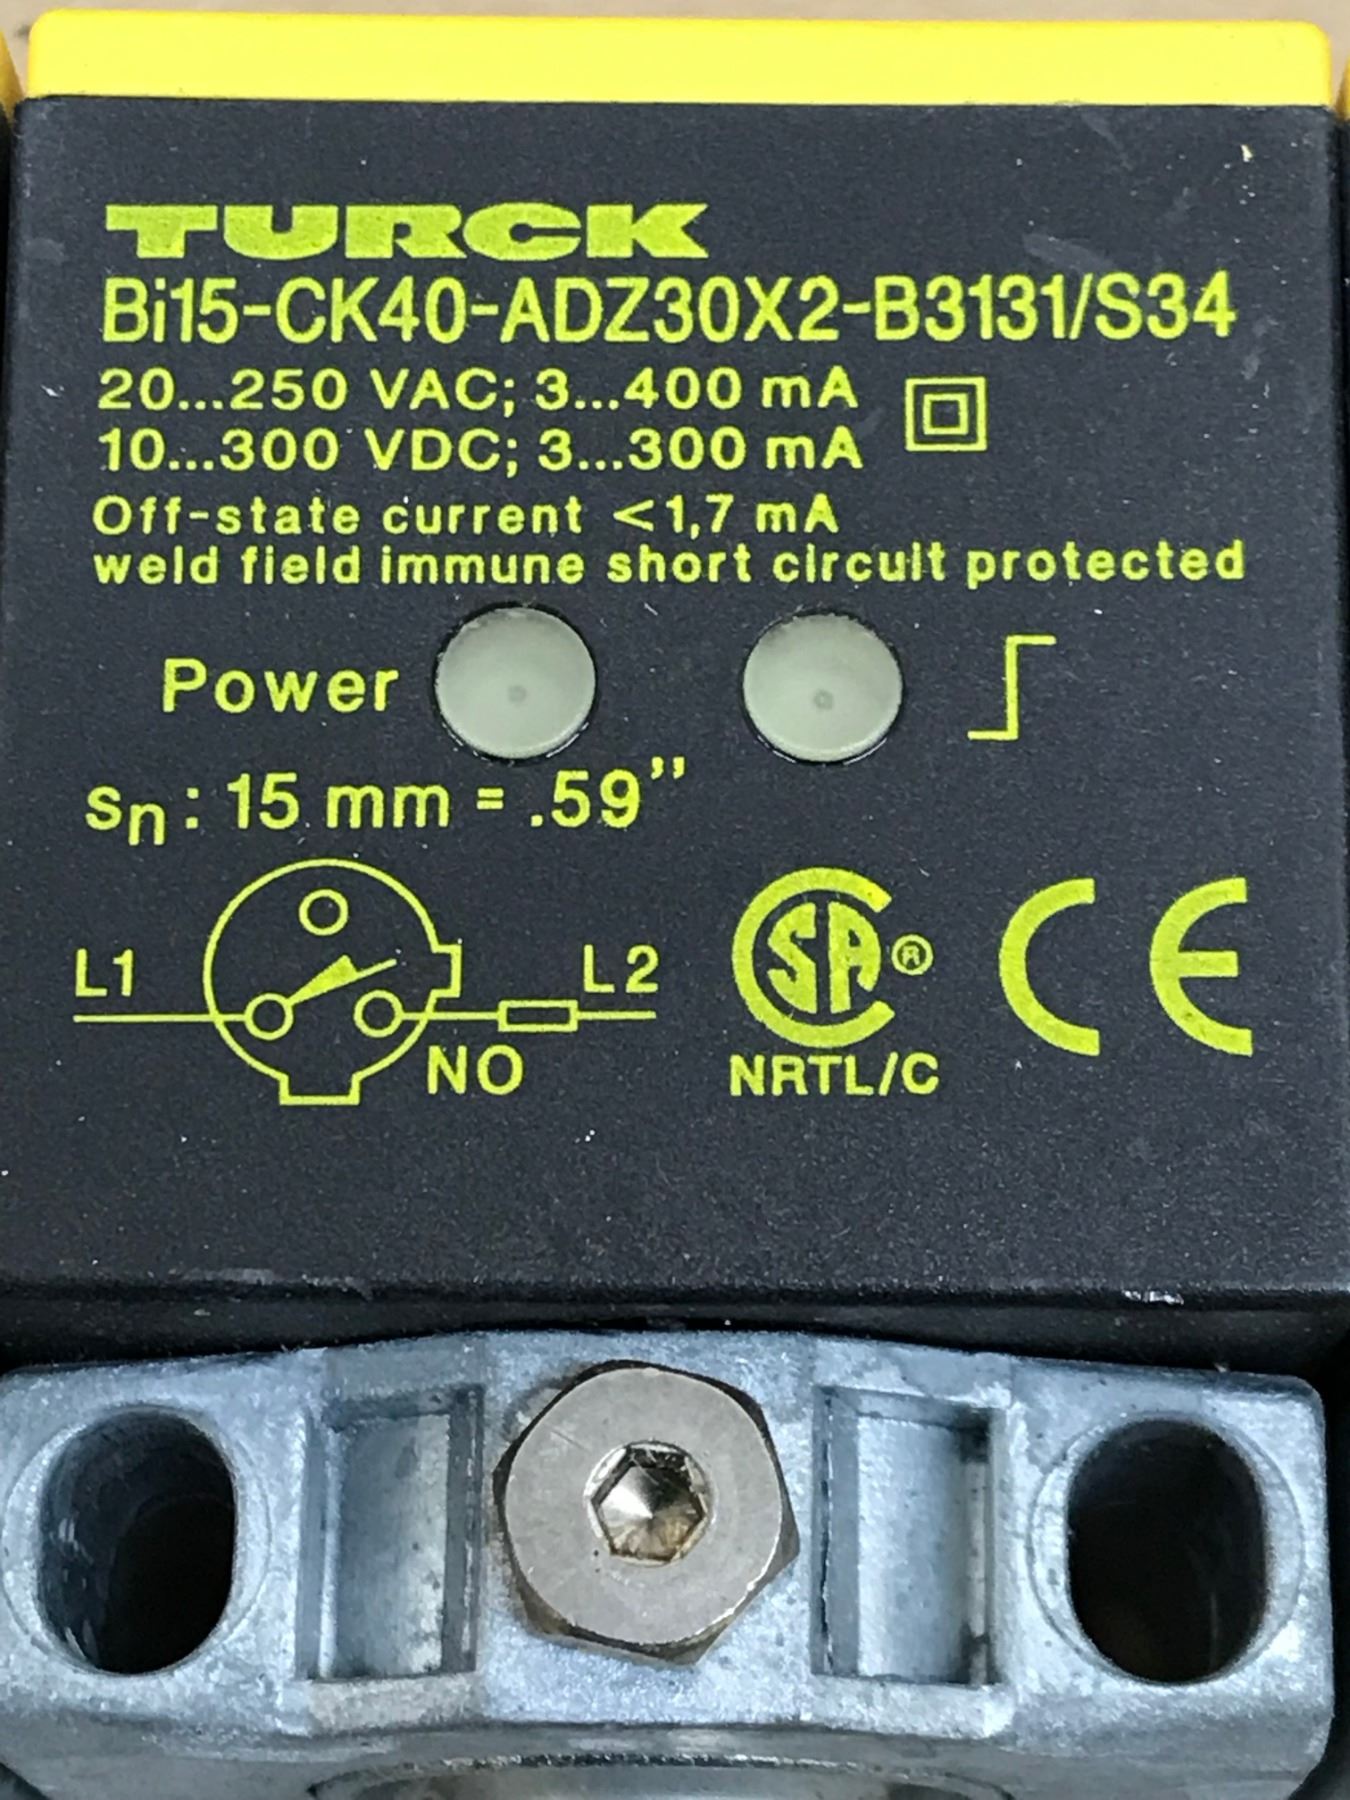 TURCK
Bi15-CK40-ADZ30X2-B3131/S34
20...250 VAC; 3...400 mA
10...300 VDC; 3...300 mA
Off-state current <1,7 mA
weld field immune short circuit protected
Power
sn: 15 mm = .59”
L1 L2
NO
CSA®
NRTL/C
CE